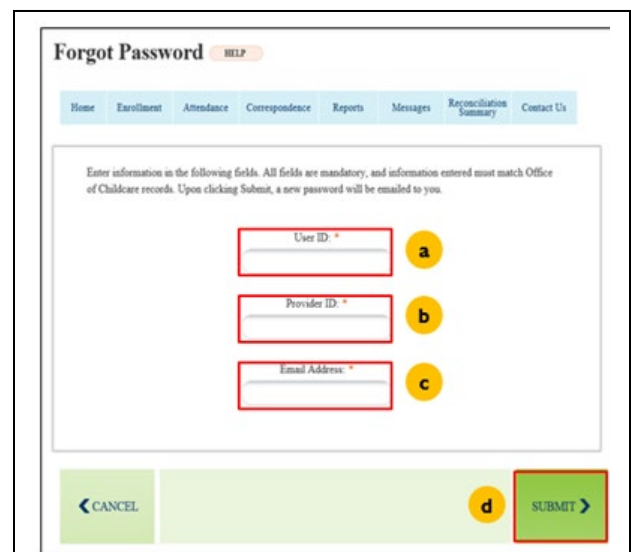 Forgot Password HELP
Home Enrollment Attendance Correspondence Reports Messages Reconciliation Summary Contact Us
Enter information in the following fields. All fields are mandatory, and information entered must match Office
of Childcare records. Upon clicking Submit, a new password will be emailed to you.
User ID: *
a
Provider ID: *
b
Email Address: *
c
❮ CANCEL
d
SUBMIT ❯